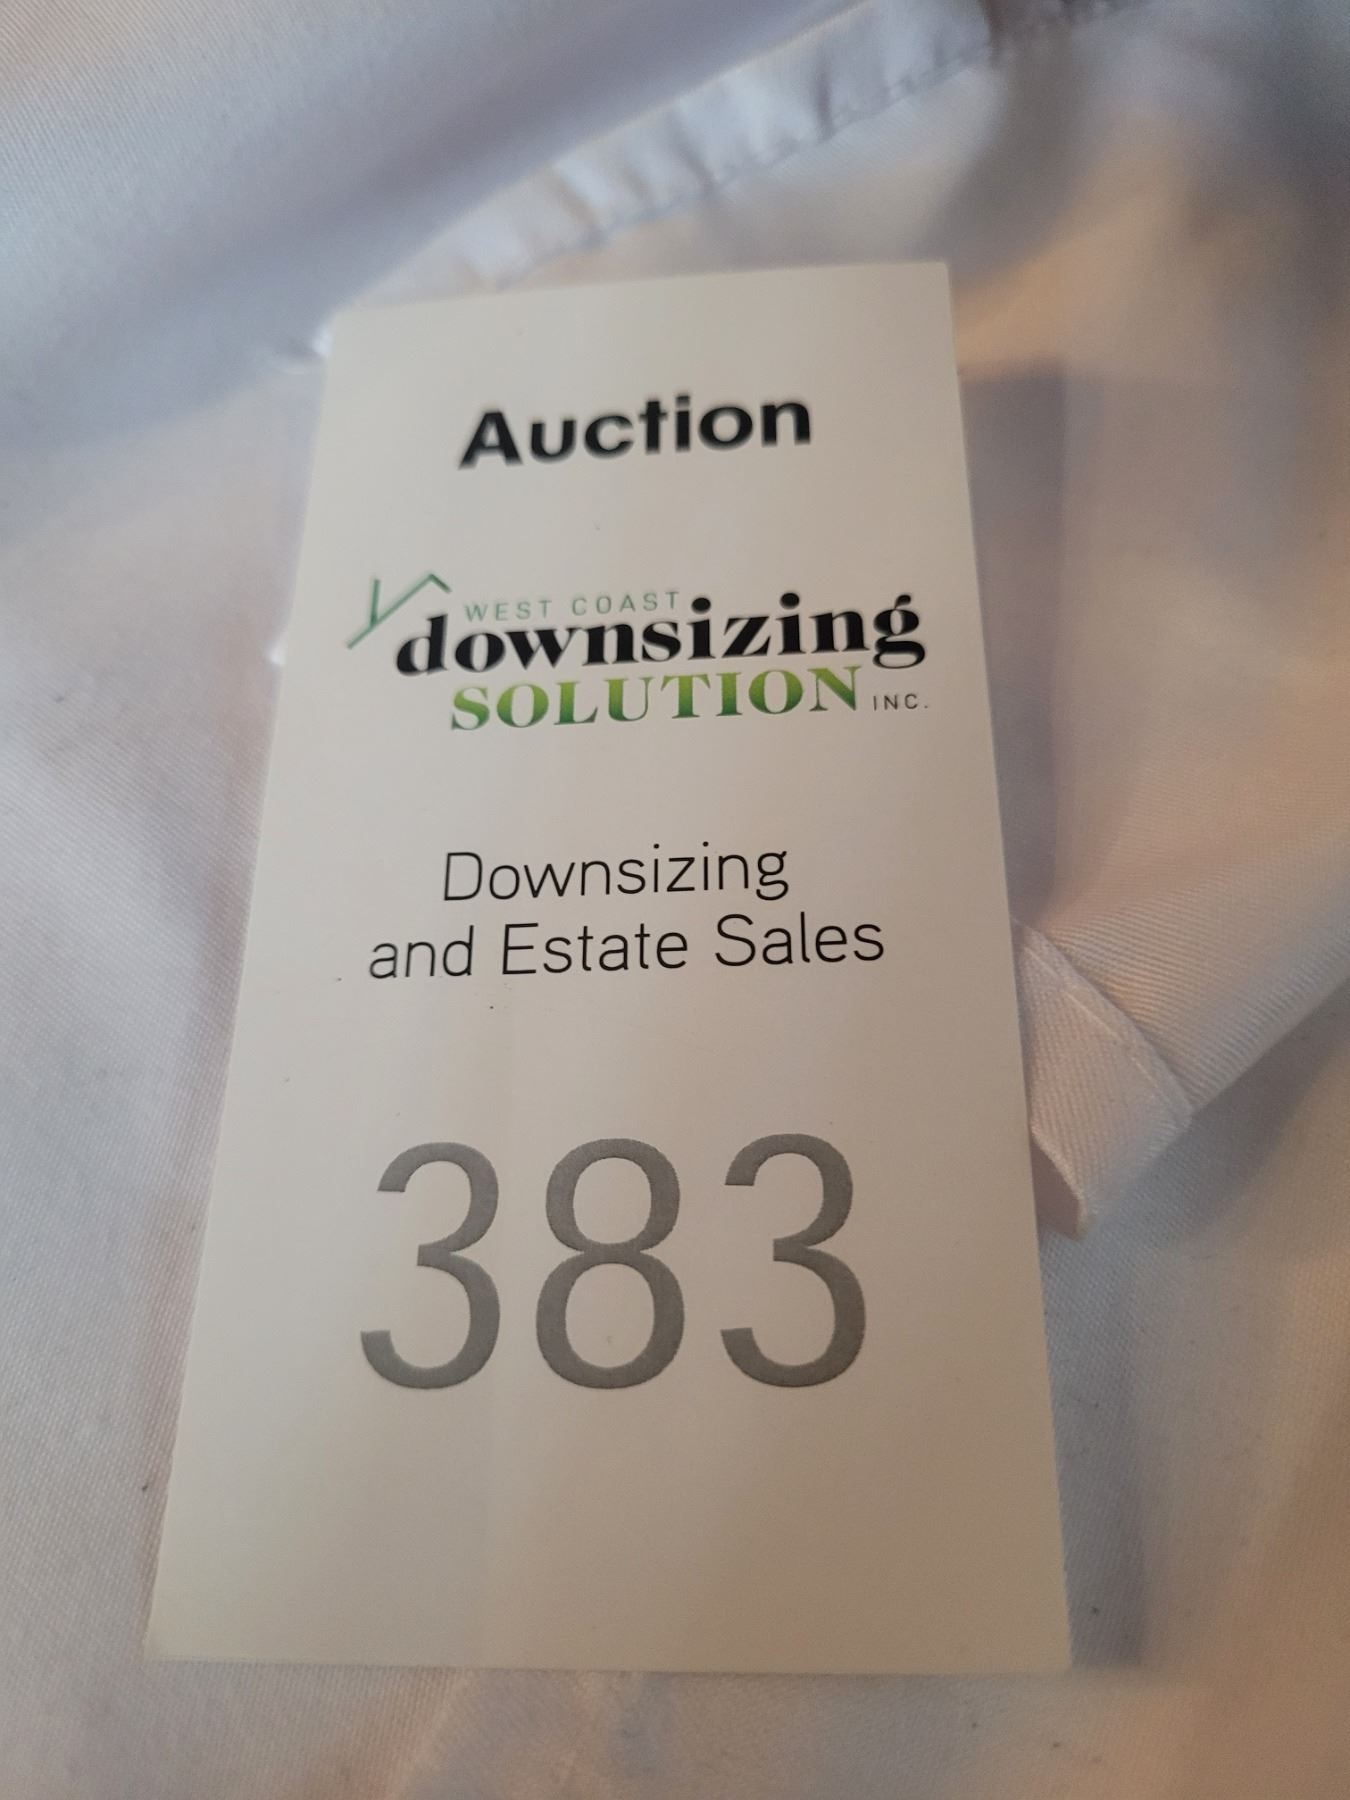 Auction
WEST COAST
downsizing
SOLUTION INC.
Downsizing
and Estate Sales
383